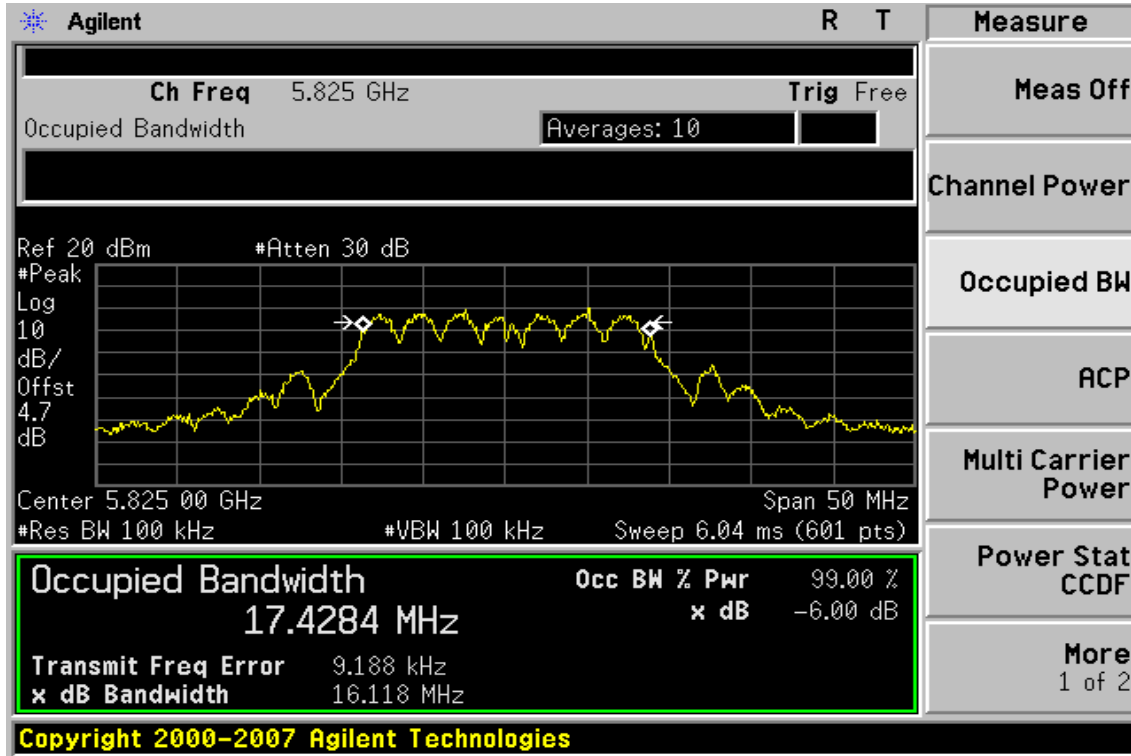 Agilent R T
Measure
Ch Freq 5.825 GHz Trig Free
Occupied Bandwidth Averages: 10
Ref 20 dBm #Atten 30 dB
#Peak
Log
10
dB/
Offst
4.7
dB
Center 5.825 00 GHz Span 50 MHz
#Res BW 100 kHz #VBW 100 kHz Sweep 6.04 ms (601 pts)
Occupied Bandwidth
17.4284 MHz
Occ BW % Pwr 99.00 %
x dB -6.00 dB
Transmit Freq Error 9.188 kHz
x dB Bandwidth 16.118 MHz
Meas Off
Channel Power
Occupied BW
ACP
Multi Carrier
Power
Power Stat
CCDF
More
1 of 2
Copyright 2000-2007 Agilent Technologies